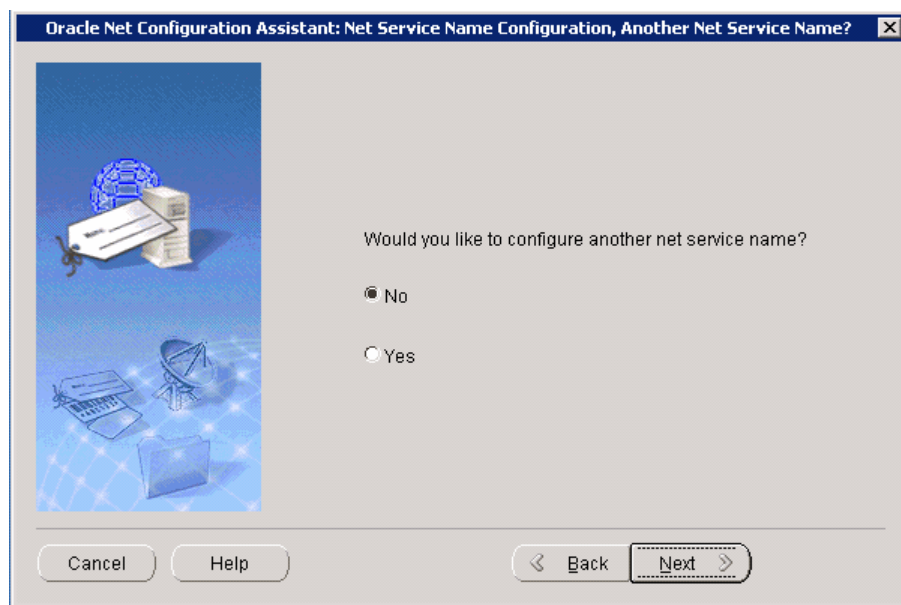 Oracle Net Configuration Assistant: Net Service Name Configuration, Another Net Service Name?
Would you like to configure another net service name?
No
Yes
Cancel
Help
Back
Next